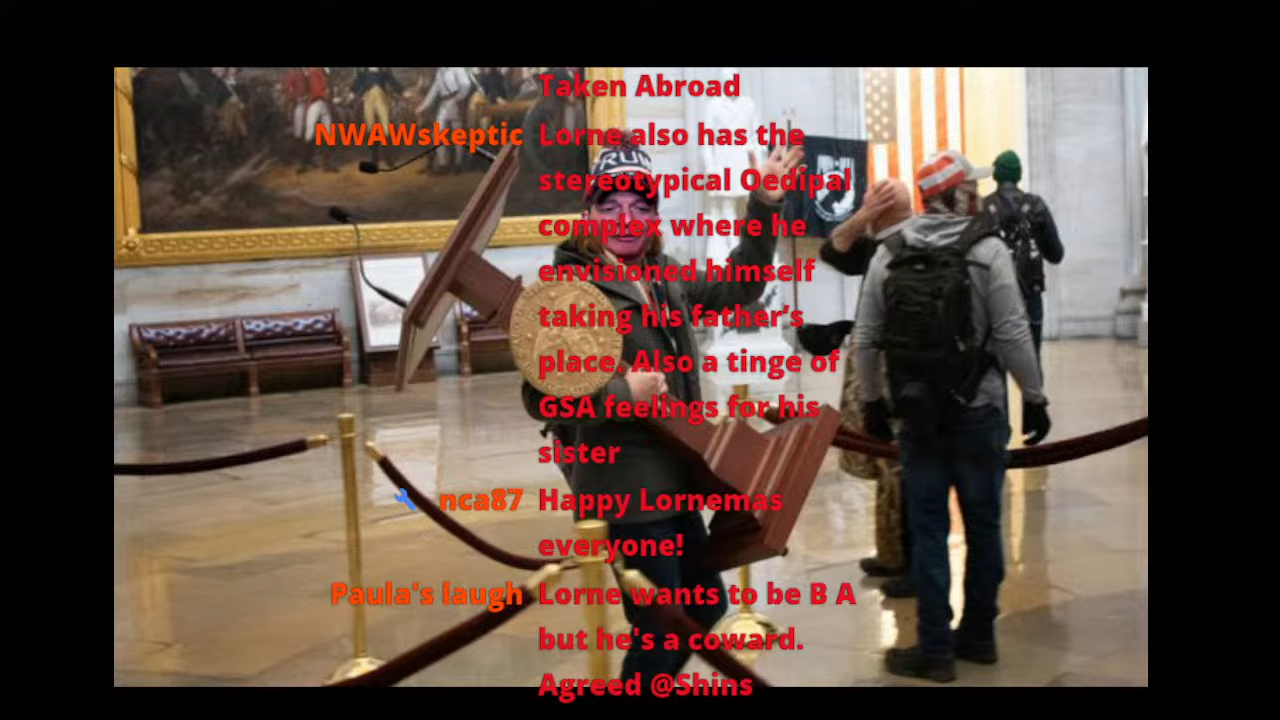 Taken Abroad
NWAWskeptic Lorne also has the
stereotypical Oedipal
complex where he
envisioned himself
taking his father's
place. Also a tinge of
GSA feelings for his
sister
nca87 Happy Lornemas
everyone!
Paula's laugh Lorne wants to be B A
but he's a coward.
Agreed @Shins